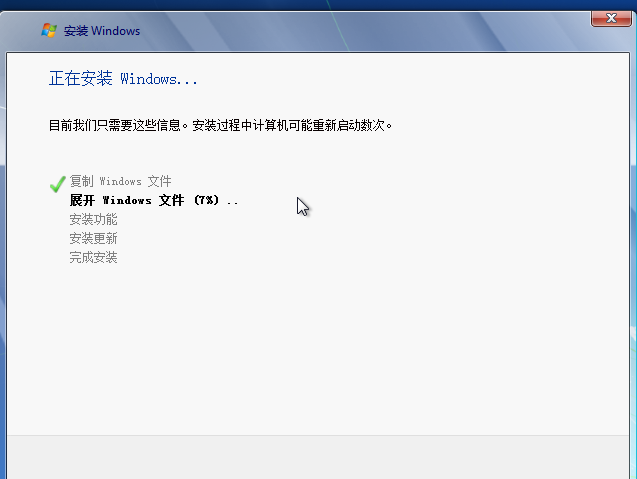 安装 Windows
正在安装 Windows...
目前我们只需要这些信息。安装过程中计算机可能重新启动数次。
复制 Windows 文件
展开 Windows 文件 (7%) ..
安装功能
安装更新
完成安装